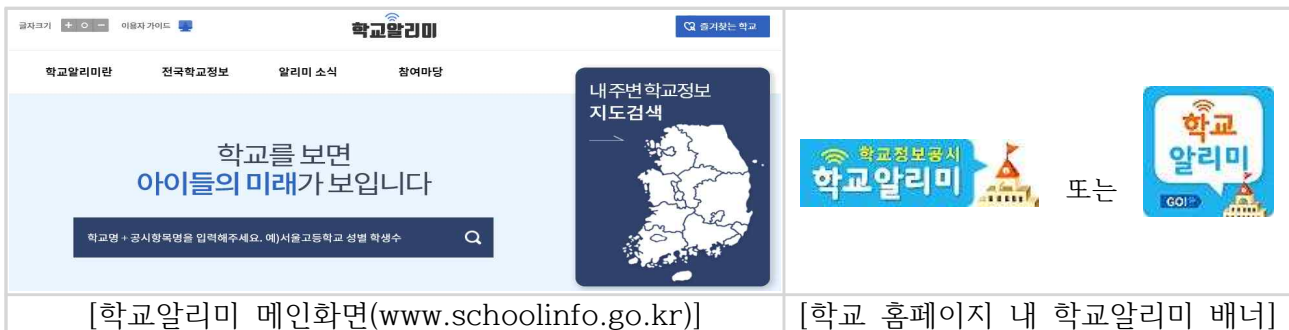 글자크기 + O - 이용자 가이드
학교알리미
즐겨찾는 학교
학교알리미란 전국학교정보 알리미 소식 참여마당
내 주변 학교정보
지도검색
학교를 보면
아이들의 미래가 보입니다
학교명 + 공시항목명을 입력해주세요. 예)서울고등학교 성별 학생수
[학교알리미 메인화면(www.schoolinfo.go.kr)]
학교정보공시
학교알리미
또는
학교
알리미
GO!
[학교 홈페이지 내 학교알리미 배너]